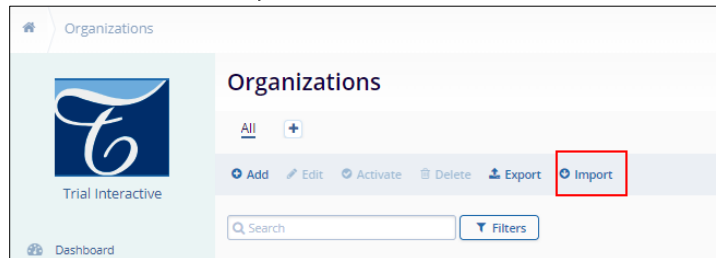 Organizations
Organizations
All
Add Edit Activate Delete Export Import
Trial Interactive
Search Filters
Dashboard